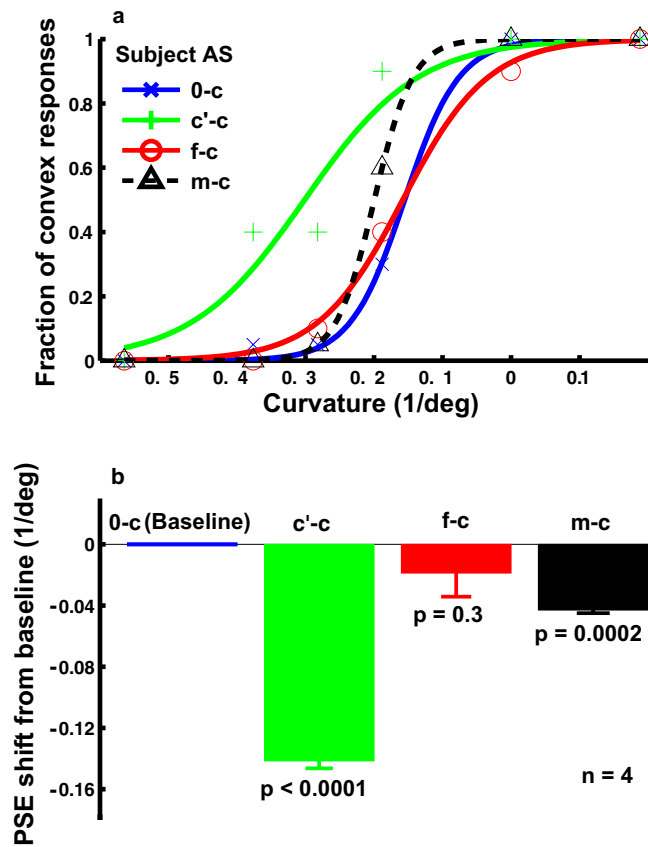 a
Subject AS
0-c
c'-c
f-c
m-c
Fraction of convex responses
1
0.8
0.6
0.4
0.2
0
0. 5
0. 4
0. 3
0. 2
0. 1
0
0.1
Curvature (1/deg)
b
0-c (Baseline)
c'-c
f-c
m-c
PSE shift from baseline (1/deg)
0
-0.04
-0.08
-0.12
-0.16
p = 0.3
p = 0.0002
p < 0.0001
n = 4